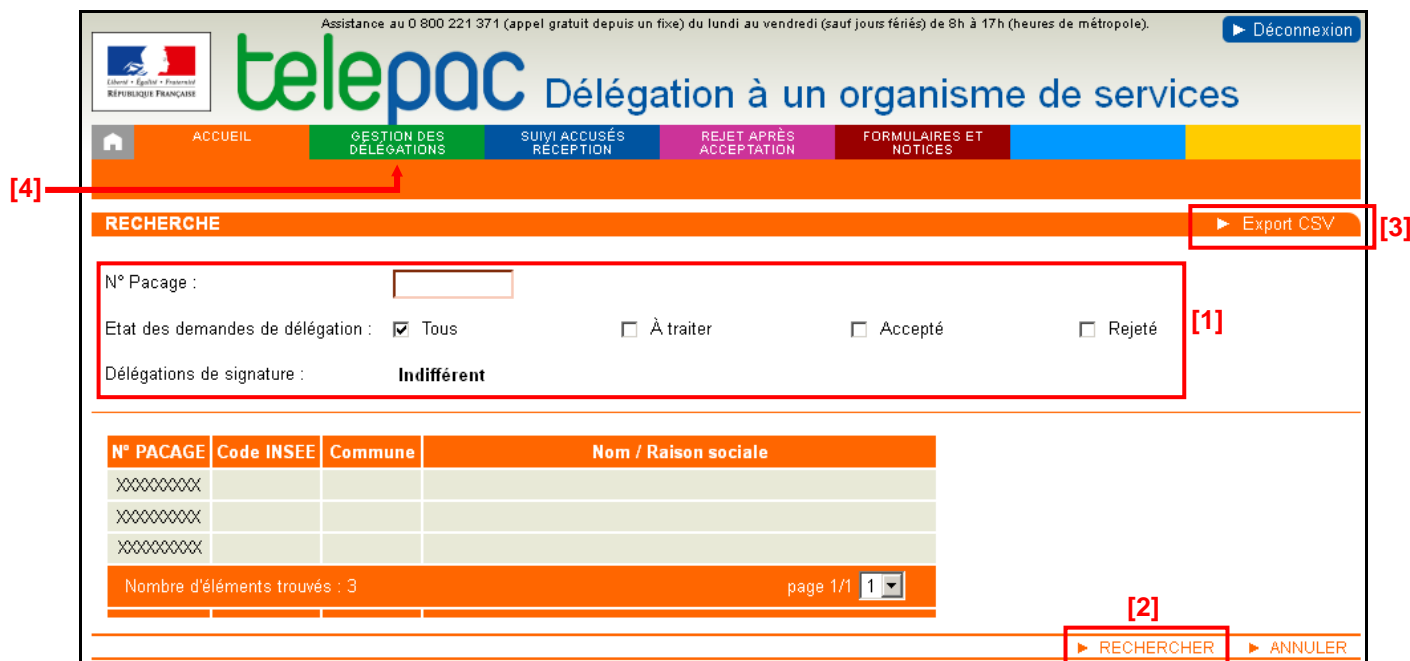 Assistance au 0 800 221 371 (appel gratuit depuis un fixe) du lundi au vendredi (sauf jours fériés) de 8h à 17h (heures de métropole).
► Déconnexion
Liberté • Égalité • Fraternité
RÉPUBLIQUE FRANÇAISE
telepac Délégation à un organisme de services
ACCUEIL
GESTION DES
DÉLÉGATIONS
SUIVI ACCUSÉS
RÉCEPTION
REJET APRÈS
ACCEPTATION
FORMULAIRES ET
NOTICES
[4]
RECHERCHE
► Export CSV
[3]
N° Pacage :
Etat des demandes de délégation : Tous À traiter Accepté Rejeté
[1]
Délégations de signature : Indifférent
N° PACAGE Code INSEE Commune Nom / Raison sociale
XXXXXXXXX
XXXXXXXXX
XXXXXXXXX
Nombre d'éléments trouvés : 3 page 1/1 1
[2]
► RECHERCHER ► ANNULER